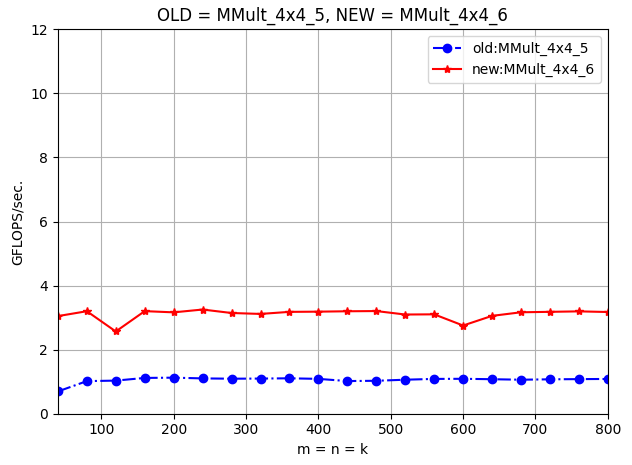 OLD = MMult_4x4_5, NEW = MMult_4x4_6
12
10
8
6
4
2
0
GFLOPS/sec.
old:MMult_4x4_5
new:MMult_4x4_6
100 200 300 400 500 600 700 800
m = n = k